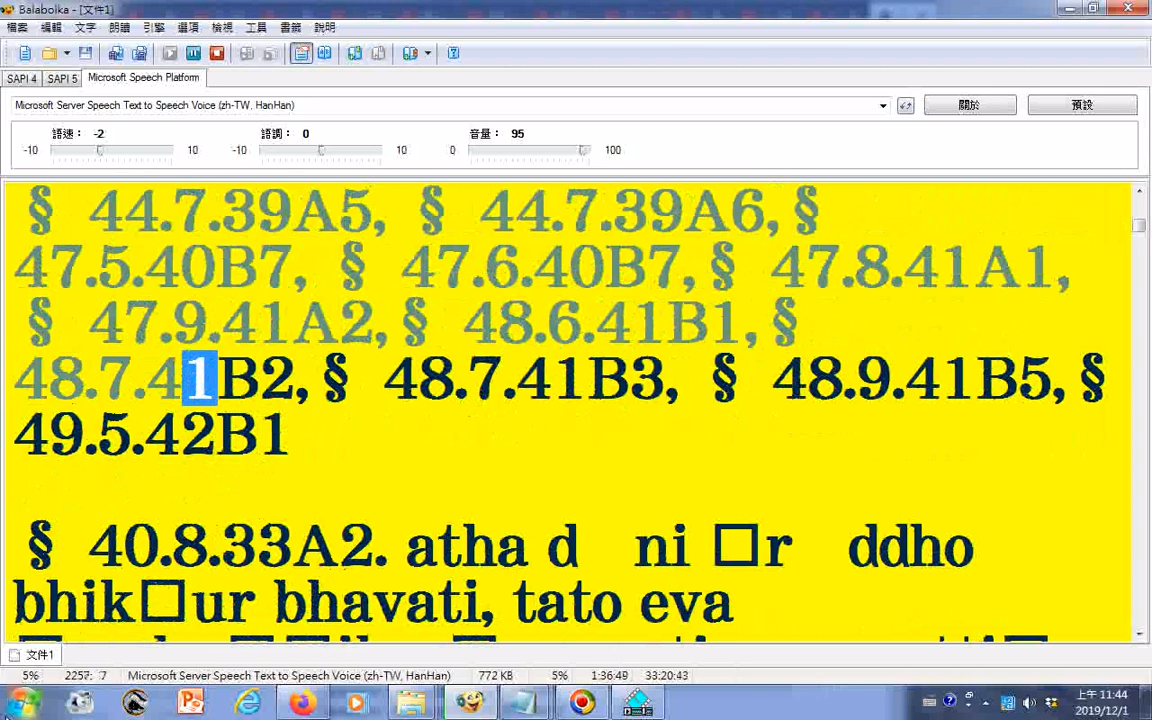 Balabolka - [文件1]
檔案 編輯 文字 朗讀 引擎 選項 檢視 工具 書籤 說明
SAPI 4 SAPI 5 Microsoft Speech Platform
Microsoft Server Speech Text to Speech Voice (zh-TW, HanHan) 關於 預設
語速： -2 語調： 0 音量： 95
-10 10 -10 10 0 100
§ 44.7.39A5, § 44.7.39A6, §
47.5.40B7, § 47.6.40B7, § 47.8.41A1,
§ 47.9.41A2, § 48.6.41B1, §
48.7.41B2, § 48.7.41B3, § 48.9.41B5, §
49.5.42B1
§ 40.8.33A2. atha d ni □r ddho
bhik□ur bhavati, tato eva
文件1
5% 2257: 7 Microsoft Server Speech Text to Speech Voice (zh-TW, HanHan) 772 KB 5% 1:36:49 33:20:43
上午 11:44
2019/12/1